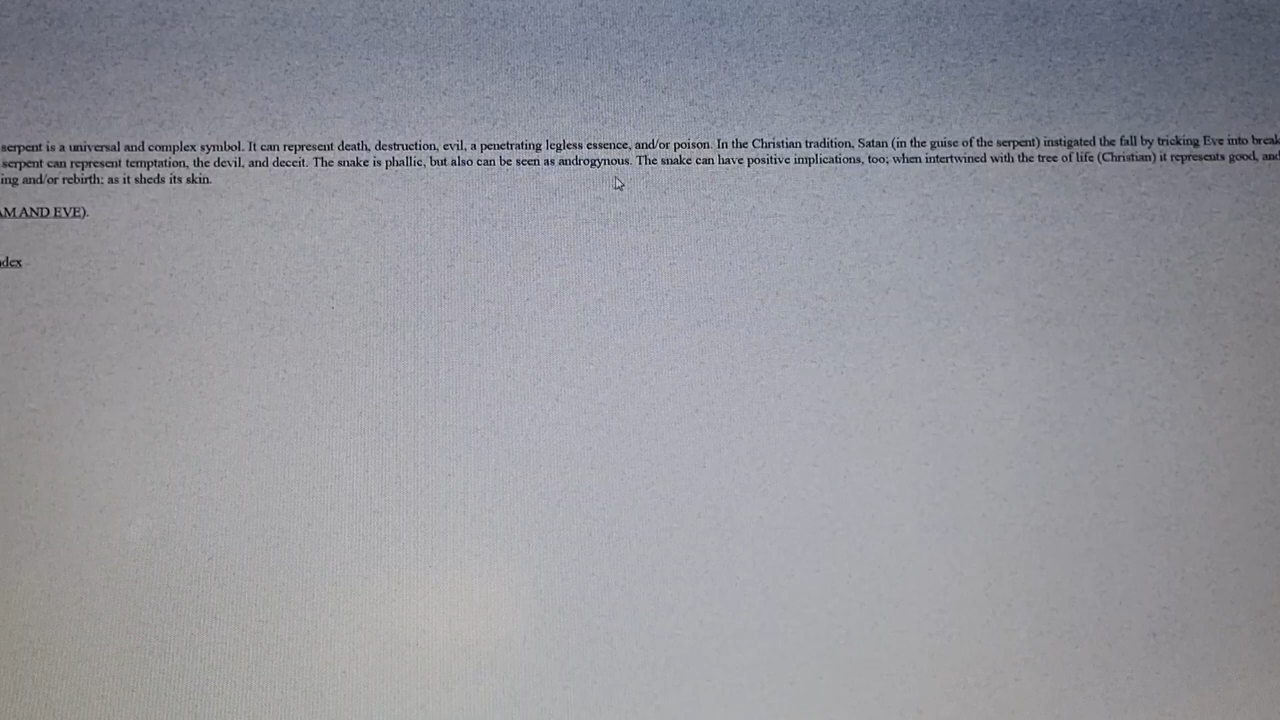 serpent is a universal and complex symbol. It can represent death, destruction, evil, a penetrating legless essence, and/or poison. In the Christian tradition, Satan (in the guise of the serpent) instigated the fall by tricking Eve into break
serpent can represent temptation, the devil, and deceit. The snake is phallic, but also can be seen as androgynous. The snake can have positive implications, too; when intertwined with the tree of life (Christian) it represents good, and
ing and/or rebirth; as it sheds its skin.
AM AND EVE).
dex